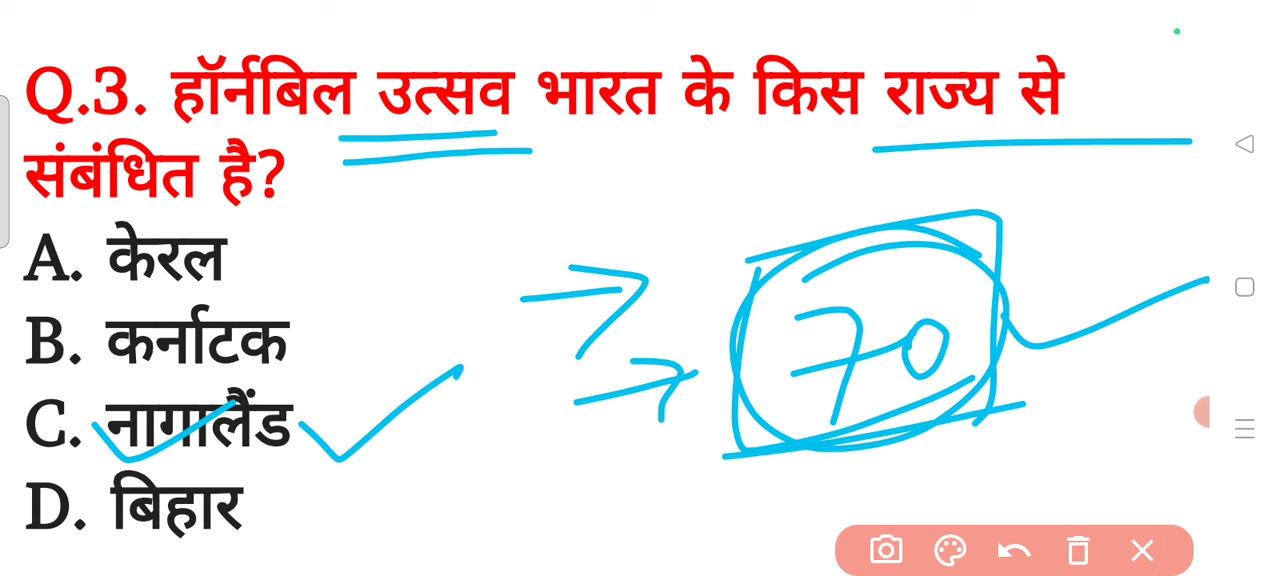 Q.3. हॉर्नबिल उत्सव भारत के किस राज्य से
संबंधित है?
A. केरल
B. कर्नाटक
C. नागालैंड
D. बिहार
70